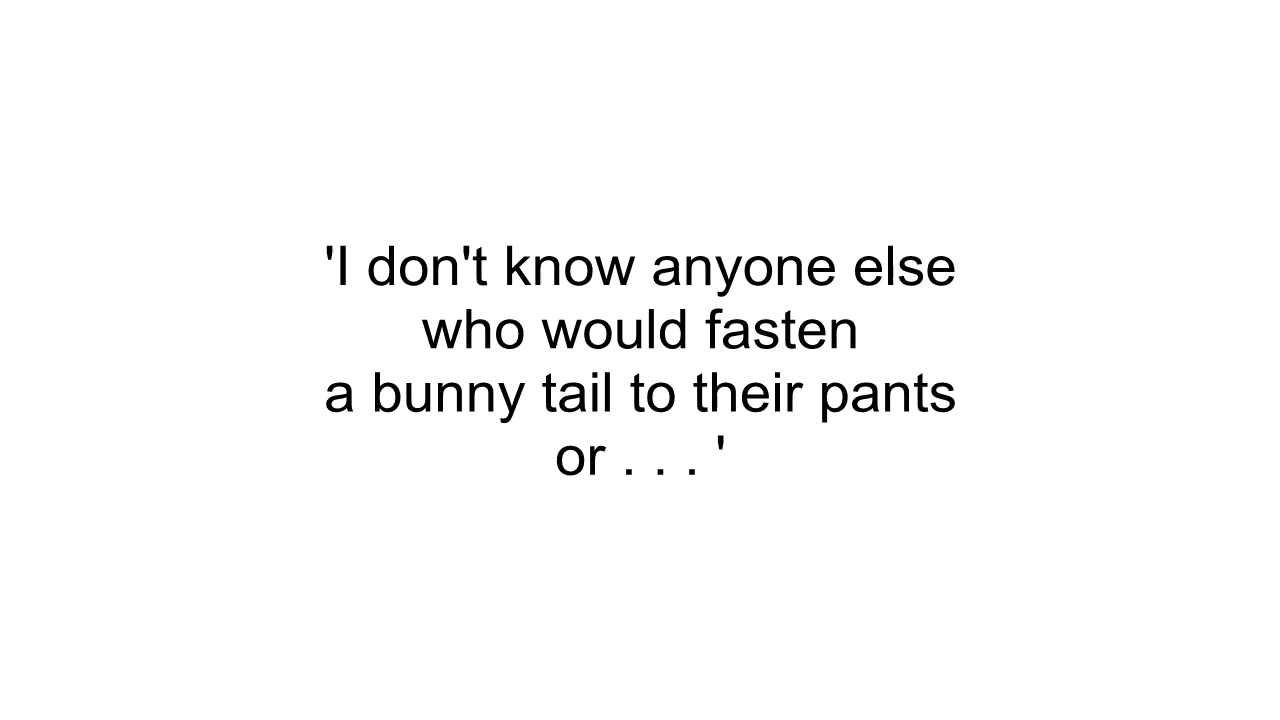 'I don't know anyone else
who would fasten
a bunny tail to their pants
or . . . '